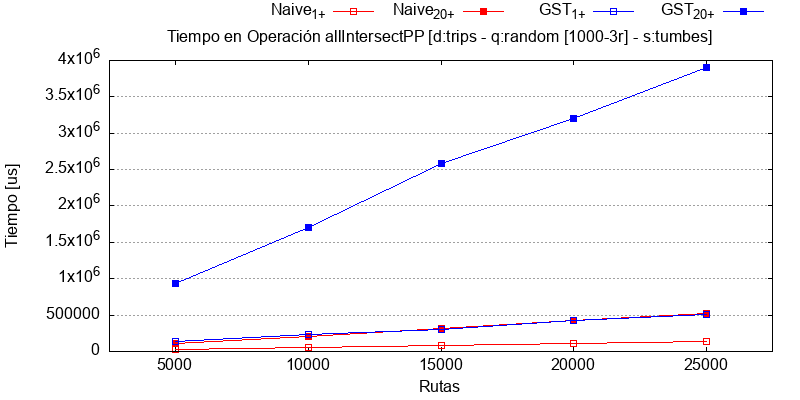 Naive1+ Naive20+ GST1+ GST20+
Tiempo en Operación allIntersectPP [d:trips - q:random [1000-3r] - s:tumbes]
4x10^6
3.5x10^6
3x10^6
2.5x10^6
2x10^6
1.5x10^6
1x10^6
500000
0
Tiempo [us]
5000 10000 15000 20000 25000
Rutas